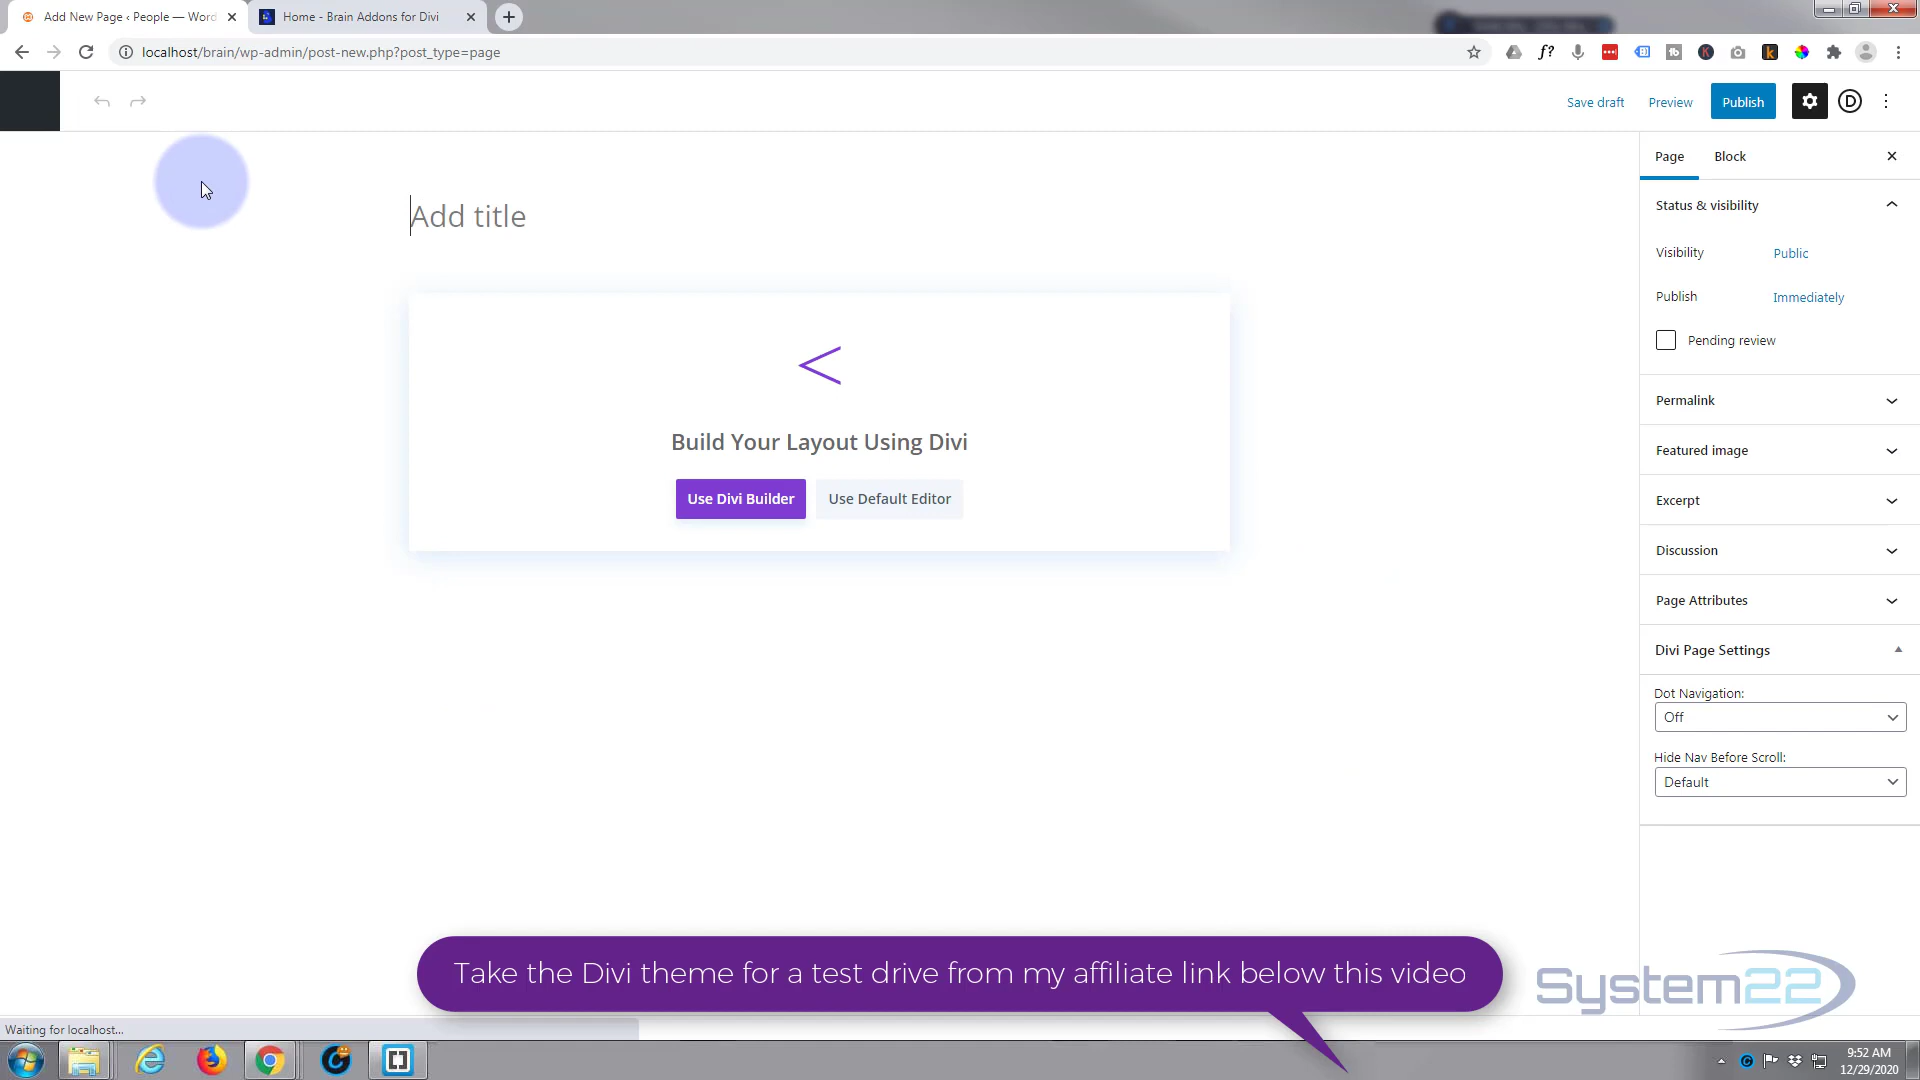 Add New Page ‹ People — Word
Home - Brain Addons for Divi
localhost/brain/wp-admin/post-new.php?post_type=page
Save draft
Preview
Publish
Page
Block
Add title
Status & visibility
Visibility
Public
Publish
Immediately
Pending review
Permalink
Build Your Layout Using Divi
Featured image
Use Divi Builder
Use Default Editor
Excerpt
Discussion
Page Attributes
Divi Page Settings
Dot Navigation:
Off
Hide Nav Before Scroll:
Default
Take the Divi theme for a test drive from my affiliate link below this video
System22
Waiting for localhost...
9:52 AM
12/29/2020